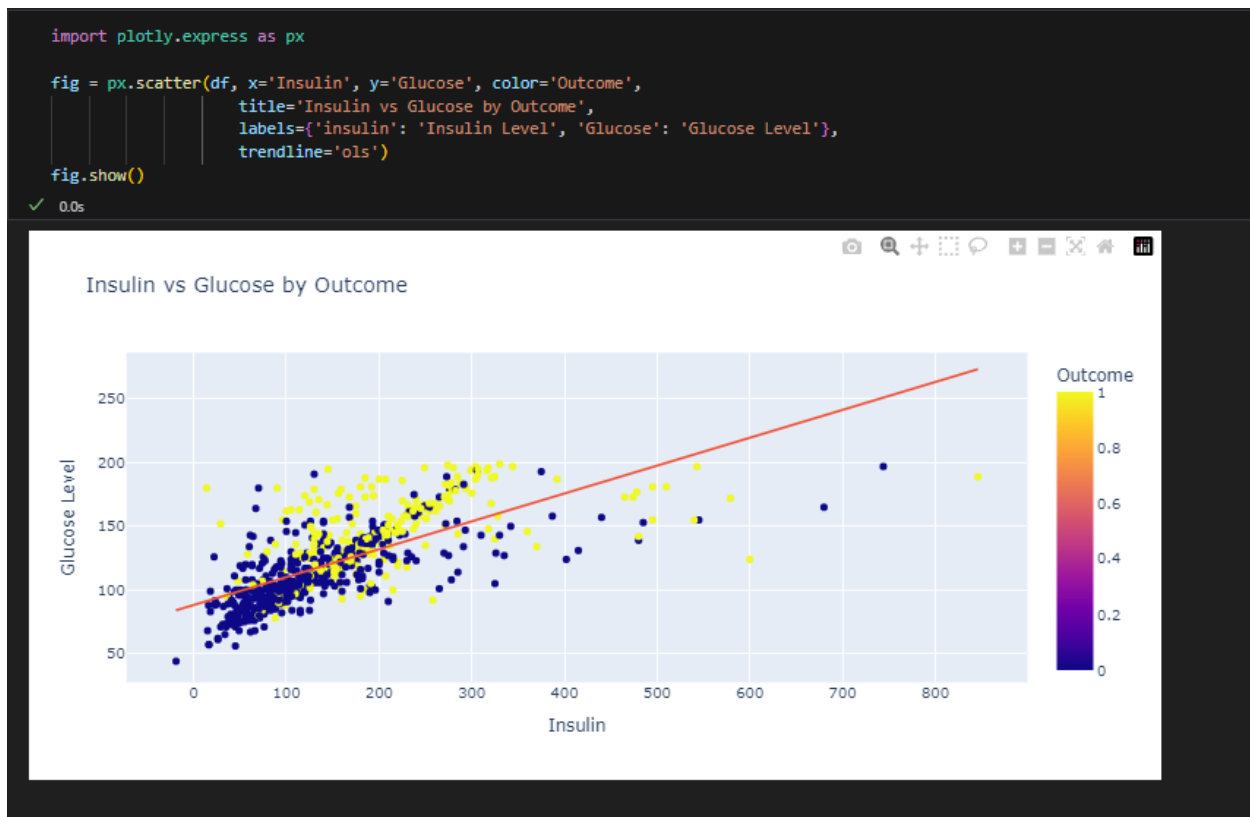 import plotly.express as px
fig = px.scatter(df, x='Insulin', y='Glucose', color='Outcome',
title='Insulin vs Glucose by Outcome',
labels={'insulin': 'Insulin Level', 'Glucose': 'Glucose Level'},
trendline='ols')
fig.show()
0.0s
Insulin vs Glucose by Outcome
Outcome
1
0.8
0.6
0.4
0.2
0
Glucose Level
250
200
150
100
50
0
100
200
300
400
500
600
700
800
Insulin